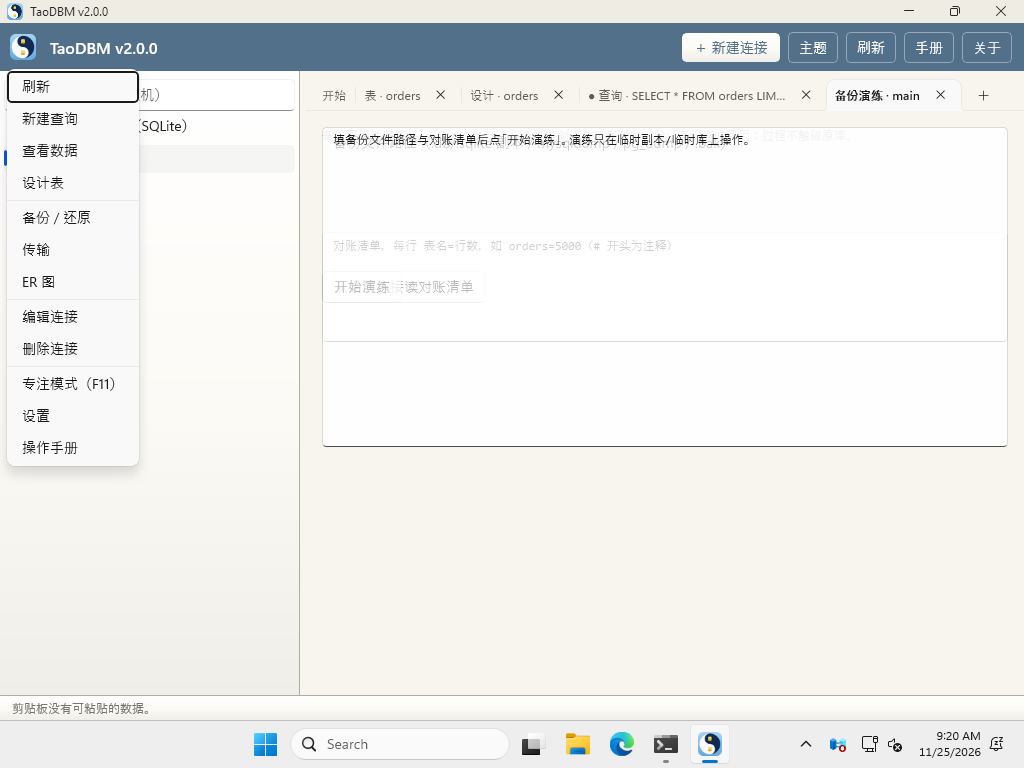 TaoDBM v2.0.0
TaoDBM v2.0.0
+ 新建连接
主题
刷新
手册
关于
刷新
新建查询
查看数据
设计表
备份 / 还原
传输
ER 图
编辑连接
删除连接
专注模式（F11）
设置
操作手册
机）
(SQLite)
开始
表 · orders
设计 · orders
● 查询 · SELECT * FROM orders LIM...
备份演练 · main
填备份文件路径与对账清单后点「开始演练」。演练只在临时副本/临时库上操作。
对账清单，每行 表名=行数，如 orders=5000（# 开头为注释）
开始演练
读对账清单
剪贴板没有可粘贴的数据。
Search
9:20 AM
11/25/2026